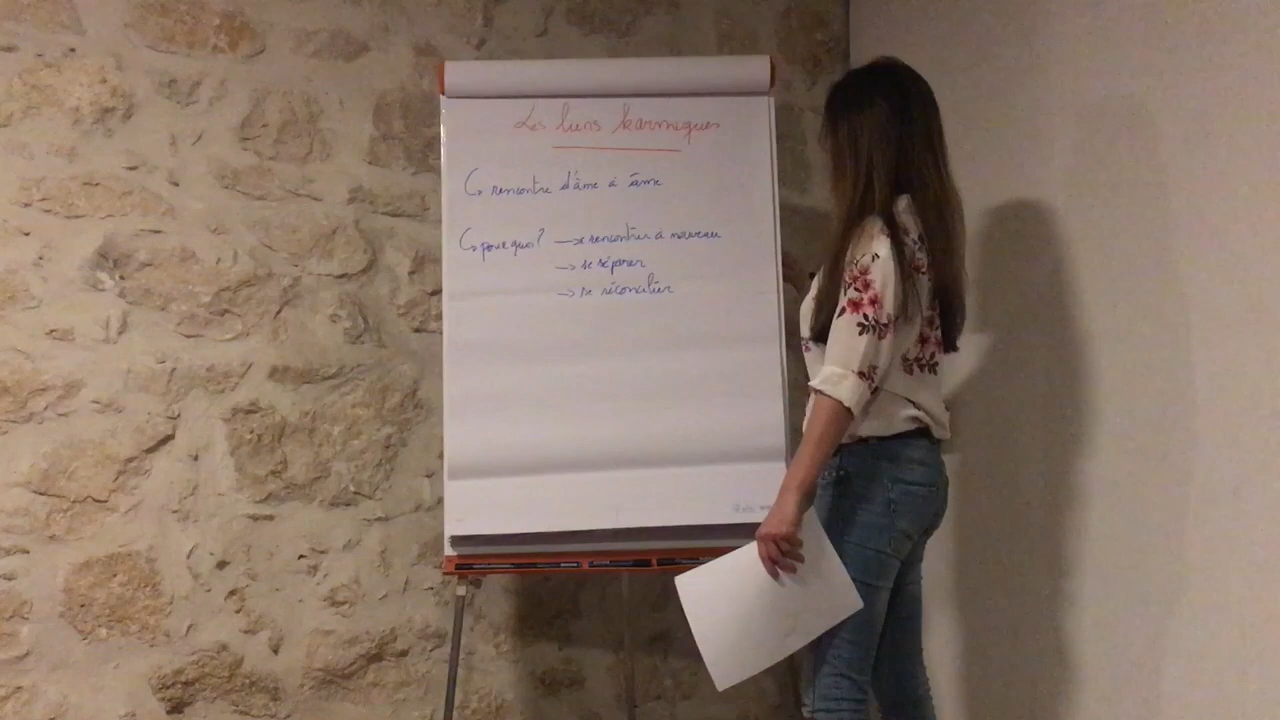 Les liens karmiques
rencontre d'âme à âme
pourquoi? → se rencontrer à nouveau
→ se séparer
→ se réconcilier